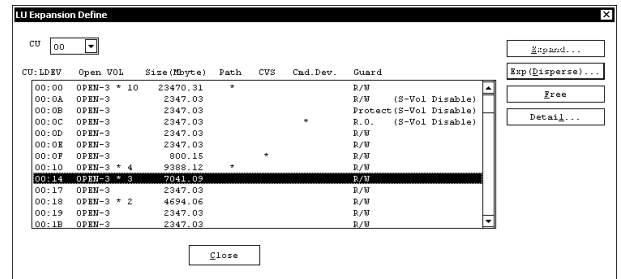 LU Expansion Define
CU 00
Expand...
CU:LDEV Open VOL Size(Mbyte) Path CVS Cmd.Dev. Guard
Exp(Disperse)...
00:00 OPEN-3 * 10 23470.31 * R/W
00:0A OPEN-3 2347.03 R/W (S-Vol Disable)
Free
00:0B OPEN-3 2347.03 Protect(S-Vol Disable)
00:0C OPEN-3 2347.03 * R.O. (S-Vol Disable)
Detail...
00:0D OPEN-3 2347.03 R/W
00:0E OPEN-3 2347.03 R/W
00:0F OPEN-3 800.15 * R/W
00:10 OPEN-3 * 4 9388.12 * R/W
00:14 OPEN-3 * 3 7041.09 R/W
00:17 OPEN-3 2347.03 R/W
00:18 OPEN-3 * 2 4694.06 R/W
00:19 OPEN-3 2347.03 R/W
00:1B OPEN-3 2347.03 R/W
Close